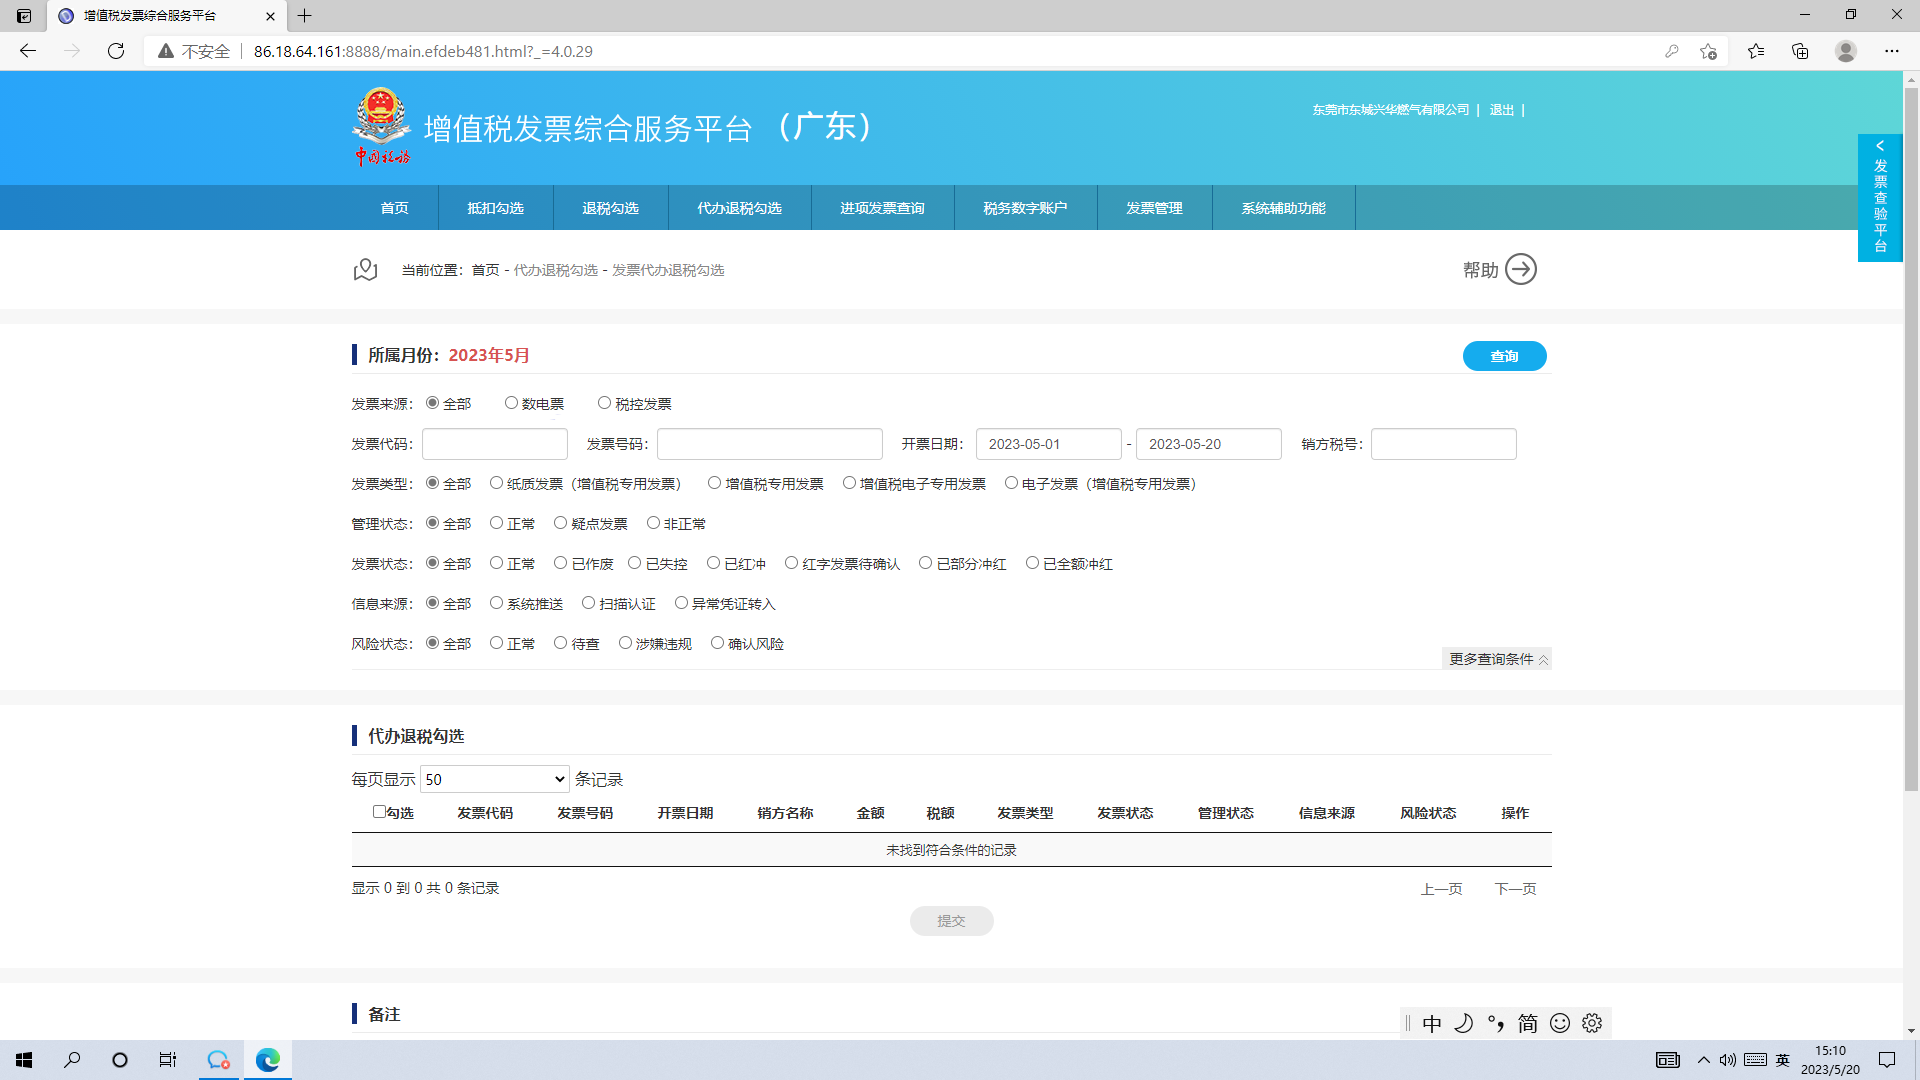 增值税发票综合服务平台
不安全 86.18.64.161:8888/main.efdeb481.html?_=4.0.29
中国税务
增值税发票综合服务平台 （广东）
东莞市东城兴华燃气有限公司 | 退出 |
< 发票查验平台
首页 抵扣勾选 退税勾选 代办退税勾选 进项发票查询 税务数字账户 发票管理 系统辅助功能
当前位置：首页 - 代办退税勾选 - 发票代办退税勾选
帮助
所属月份：2023年5月
查询
发票来源： 全部 数电票 税控发票
发票代码： 发票号码： 开票日期： 2023-05-01 - 2023-05-20 销方税号：
发票类型： 全部 纸质发票（增值税专用发票） 增值税专用发票 增值税电子专用发票 电子发票（增值税专用发票）
管理状态： 全部 正常 疑点发票 非正常
发票状态： 全部 正常 已作废 已失控 已红冲 红字发票待确认 已部分冲红 已全额冲红
信息来源： 全部 系统推送 扫描认证 异常凭证转入
风险状态： 全部 正常 待查 涉嫌违规 确认风险
更多查询条件
代办退税勾选
每页显示 50 条记录
勾选 发票代码 发票号码 开票日期 销方名称 金额 税额 发票类型 发票状态 管理状态 信息来源 风险状态 操作
未找到符合条件的记录
显示 0 到 0 共 0 条记录
上一页 下一页
提交
备注
中 简
英
15:10
2023/5/20